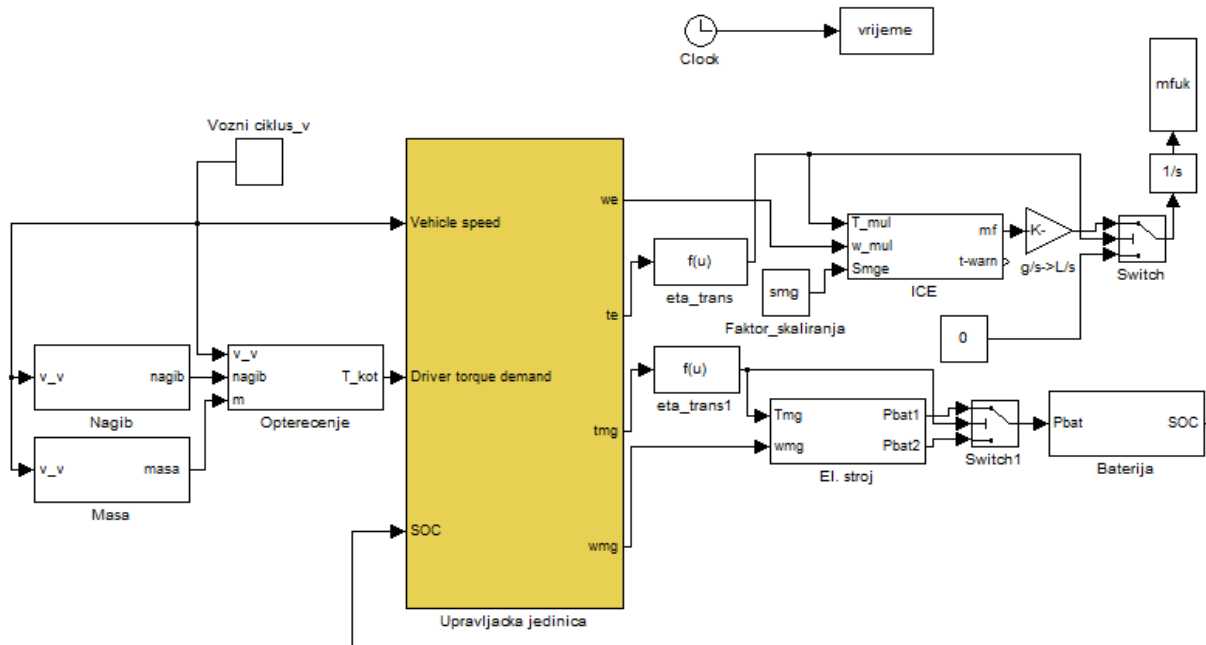 vrijeme
Clock
mfuk
1/s
Vozni ciklus_v
Vehicle speed
Driver torque demand
SOC
we
te
tmg
wmg
Upravljacka jedinica
v_v
nagib
Nagib
v_v
masa
Masa
v_v
nagib
m
T_kot
Opterecenje
f(u)
eta_trans
smg
Faktor_skaliranja
T_mul
w_mul
Smge
mf
t-warn
ICE
K-
g/s->L/s
0
Switch
f(u)
eta_trans1
Tmg
wmg
Pbat1
Pbat2
El. stroj
Switch1
Pbat
SOC
Baterija